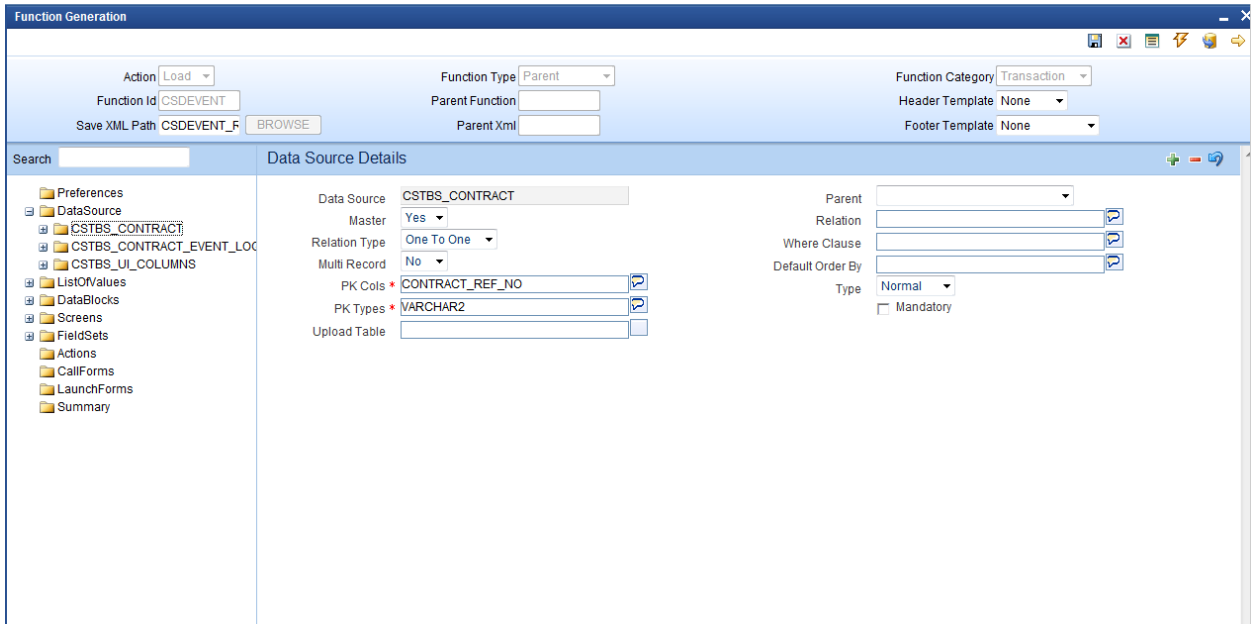 Function Generation
Action Load Function Type Parent Function Category Transaction
Function Id CSDEVENT Parent Function Header Template None
Save XML Path CSDEVENT_F BROWSE Parent Xml Footer Template None
Search Data Source Details
Preferences
DataSource
CSTBS_CONTRACT
CSTBS_CONTRACT_EVENT_LOG
CSTBS_UI_COLUMNS
ListOfValues
DataBlocks
Screens
FieldSets
Actions
CallForms
LaunchForms
Summary
Data Source CSTBS_CONTRACT
Master Yes
Relation Type One To One
Multi Record No
PK Cols * CONTRACT_REF_NO
PK Types * VARCHAR2
Upload Table
Parent
Relation
Where Clause
Default Order By
Type Normal
Mandatory